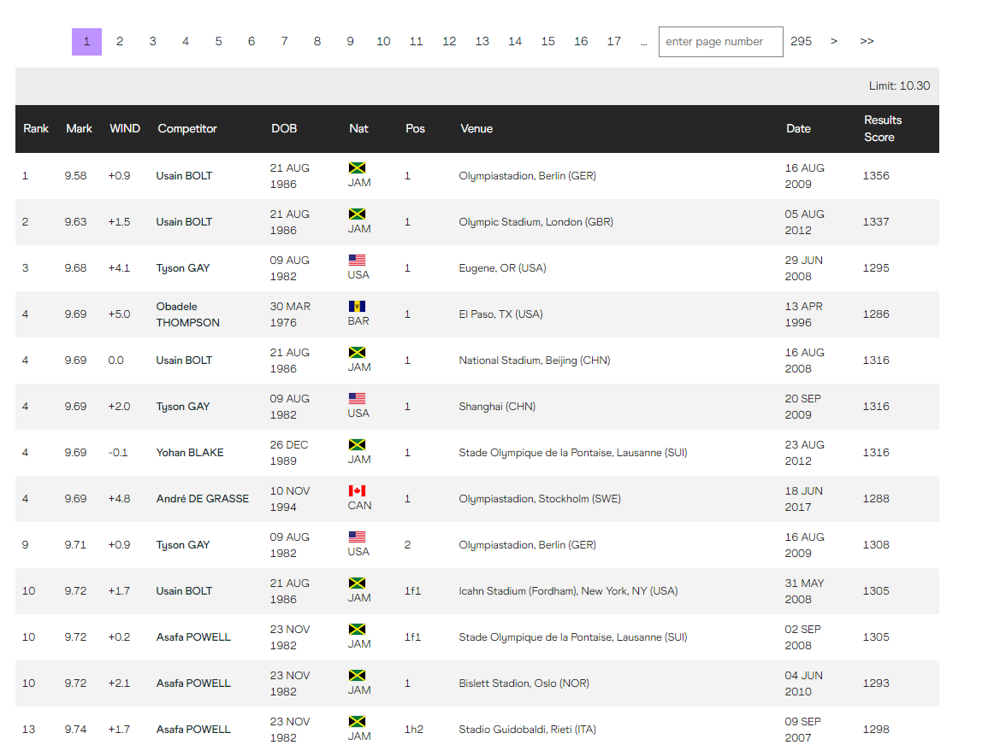 1 2 3 4 5 6 7 8 9 10 11 12 13 14 15 16 17 ... enter page number 295 > >>
Limit: 10.30
Rank Mark WIND Competitor DOB Nat Pos Venue Date Results Score
1 9.58 +0.9 Usain BOLT 21 AUG 1986 JAM 1 Olympiastadion, Berlin (GER) 16 AUG 2009 1356
2 9.63 +1.5 Usain BOLT 21 AUG 1986 JAM 1 Olympic Stadium, London (GBR) 05 AUG 2012 1337
3 9.68 +4.1 Tyson GAY 09 AUG 1982 USA 1 Eugene, OR (USA) 29 JUN 2008 1295
4 9.69 +5.0 Obadele THOMPSON 30 MAR 1976 BAR 1 El Paso, TX (USA) 13 APR 1996 1286
4 9.69 0.0 Usain BOLT 21 AUG 1986 JAM 1 National Stadium, Beijing (CHN) 16 AUG 2008 1316
4 9.69 +2.0 Tyson GAY 09 AUG 1982 USA 1 Shanghai (CHN) 20 SEP 2009 1316
4 9.69 -0.1 Yohan BLAKE 26 DEC 1989 JAM 1 Stade Olympique de la Pontaise, Lausanne (SUI) 23 AUG 2012 1316
4 9.69 +4.8 André DE GRASSE 10 NOV 1994 CAN 1 Olympiastadion, Stockholm (SWE) 18 JUN 2017 1288
9 9.71 +0.9 Tyson GAY 09 AUG 1982 USA 2 Olympiastadion, Berlin (GER) 16 AUG 2009 1308
10 9.72 +1.7 Usain BOLT 21 AUG 1986 JAM 1f1 Icahn Stadium (Fordham), New York, NY (USA) 31 MAY 2008 1305
10 9.72 +0.2 Asafa POWELL 23 NOV 1982 JAM 1f1 Stade Olympique de la Pontaise, Lausanne (SUI) 02 SEP 2008 1305
10 9.72 +2.1 Asafa POWELL 23 NOV 1982 JAM 1 Bislett Stadion, Oslo (NOR) 04 JUN 2010 1293
13 9.74 +1.7 Asafa POWELL 23 NOV 1982 JAM 1h2 Stadio Guidobaldi, Rieti (ITA) 09 SEP 2007 1298